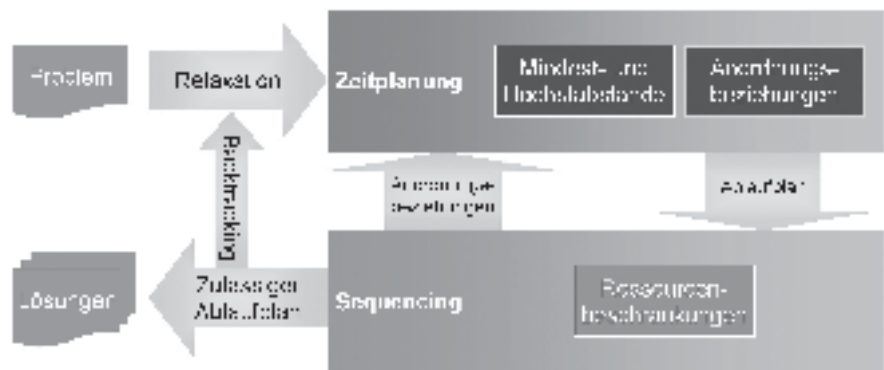 Problem
Relaxation
Zeitplanung
Mindest- und
Höchstabstände
Anordnungs-
beziehungen
Backtracking
Anordnungs-
beziehungen
Ablaufplan
Lösungen
Zulässiger
Ablaufplan
Sequencing
Ressourcen-
beschränkungen